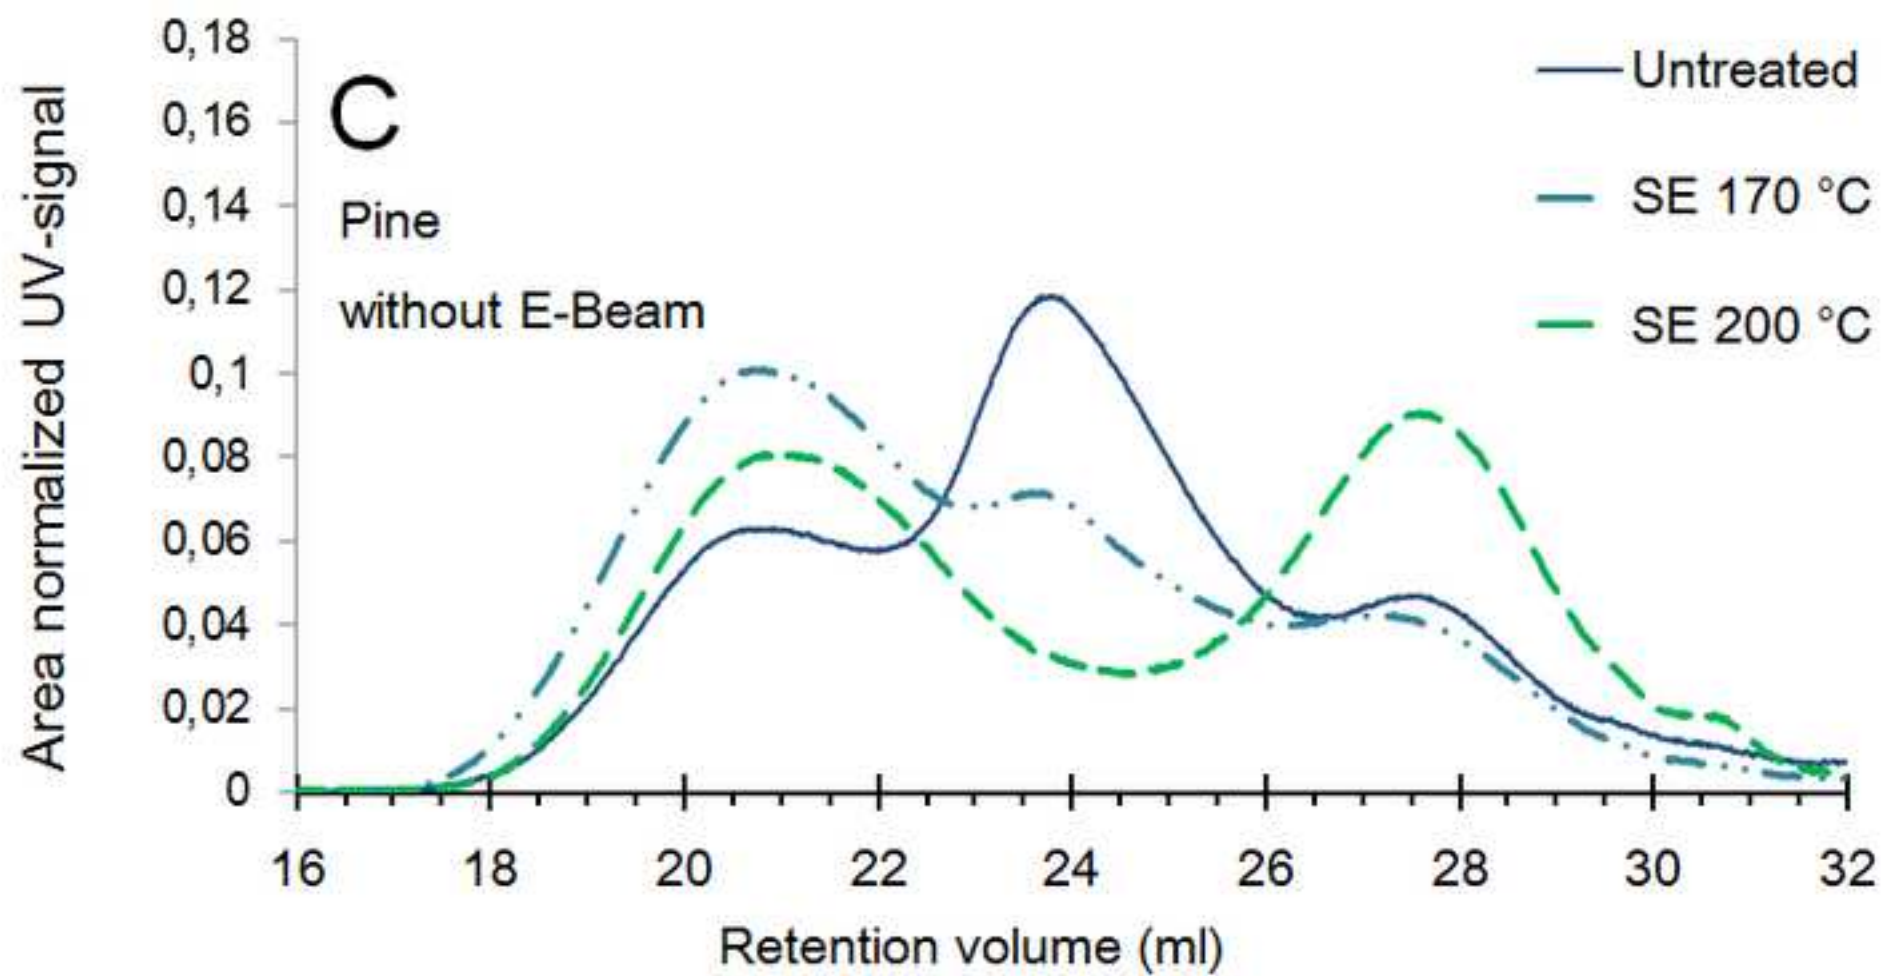 Area normalized UV-signal
0,18
0,16
0,14
0,12
0,1
0,08
0,06
0,04
0,02
0
C
Pine
without E-Beam
Untreated
SE 170 °C
SE 200 °C
16 18 20 22 24 26 28 30 32
Retention volume (ml)